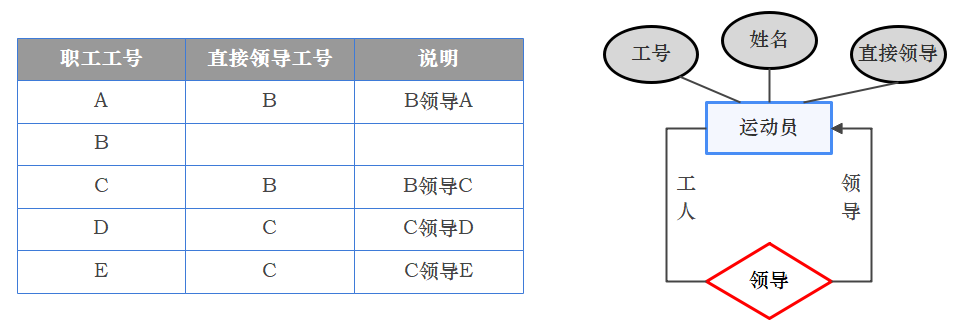 职工工号 直接领导工号 说明
A B B领导A
B
C B B领导C
D C C领导D
E C C领导E
工号
姓名
直接领导
运动员
工人
领导
领导